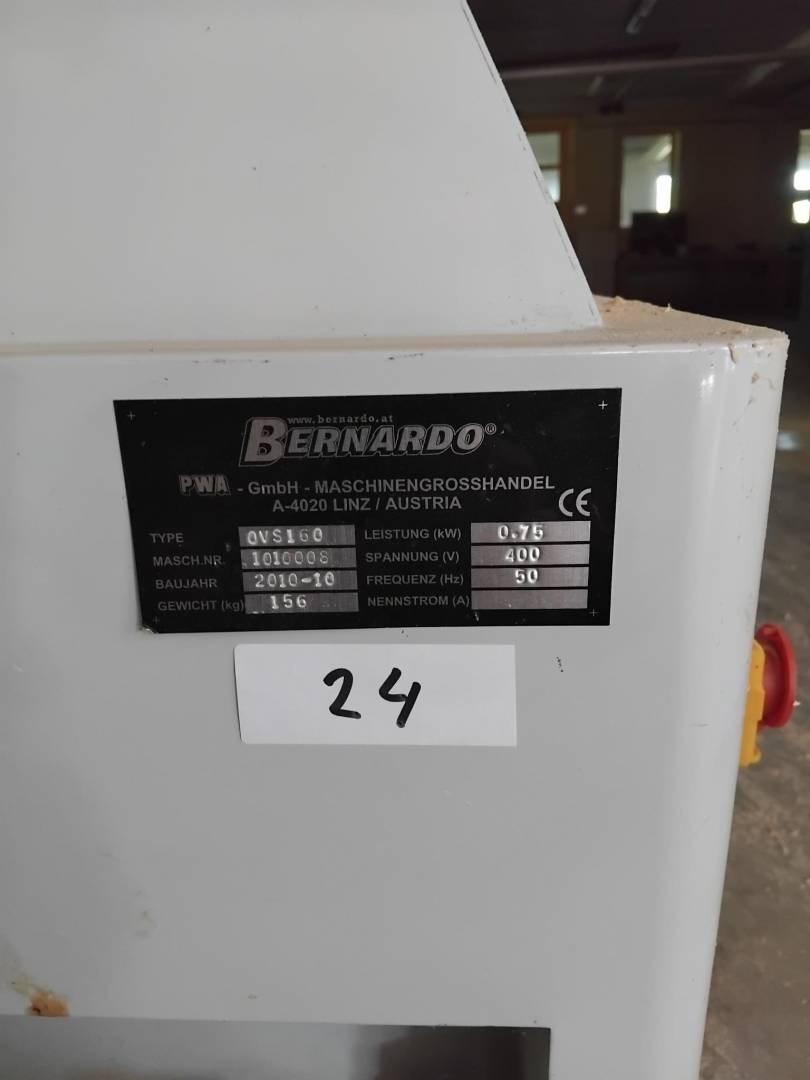 www.bernardo.at
BERNARDO®
PWA - GmbH - MASCHINENGROSSHANDEL
A-4020 LINZ / AUSTRIA
CE
TYPE OVS160 LEISTUNG (kW) 0.75
MASCH.NR. 1010008 SPANNUNG (V) 400
BAUJAHR 2010-10 FREQUENZ (Hz) 50
GEWICHT (kg) 156 NENNSTROM (A)
24